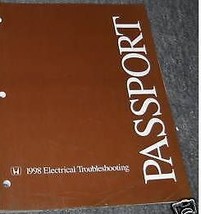 PASSPORT
1998 Electrical Troubleshooting